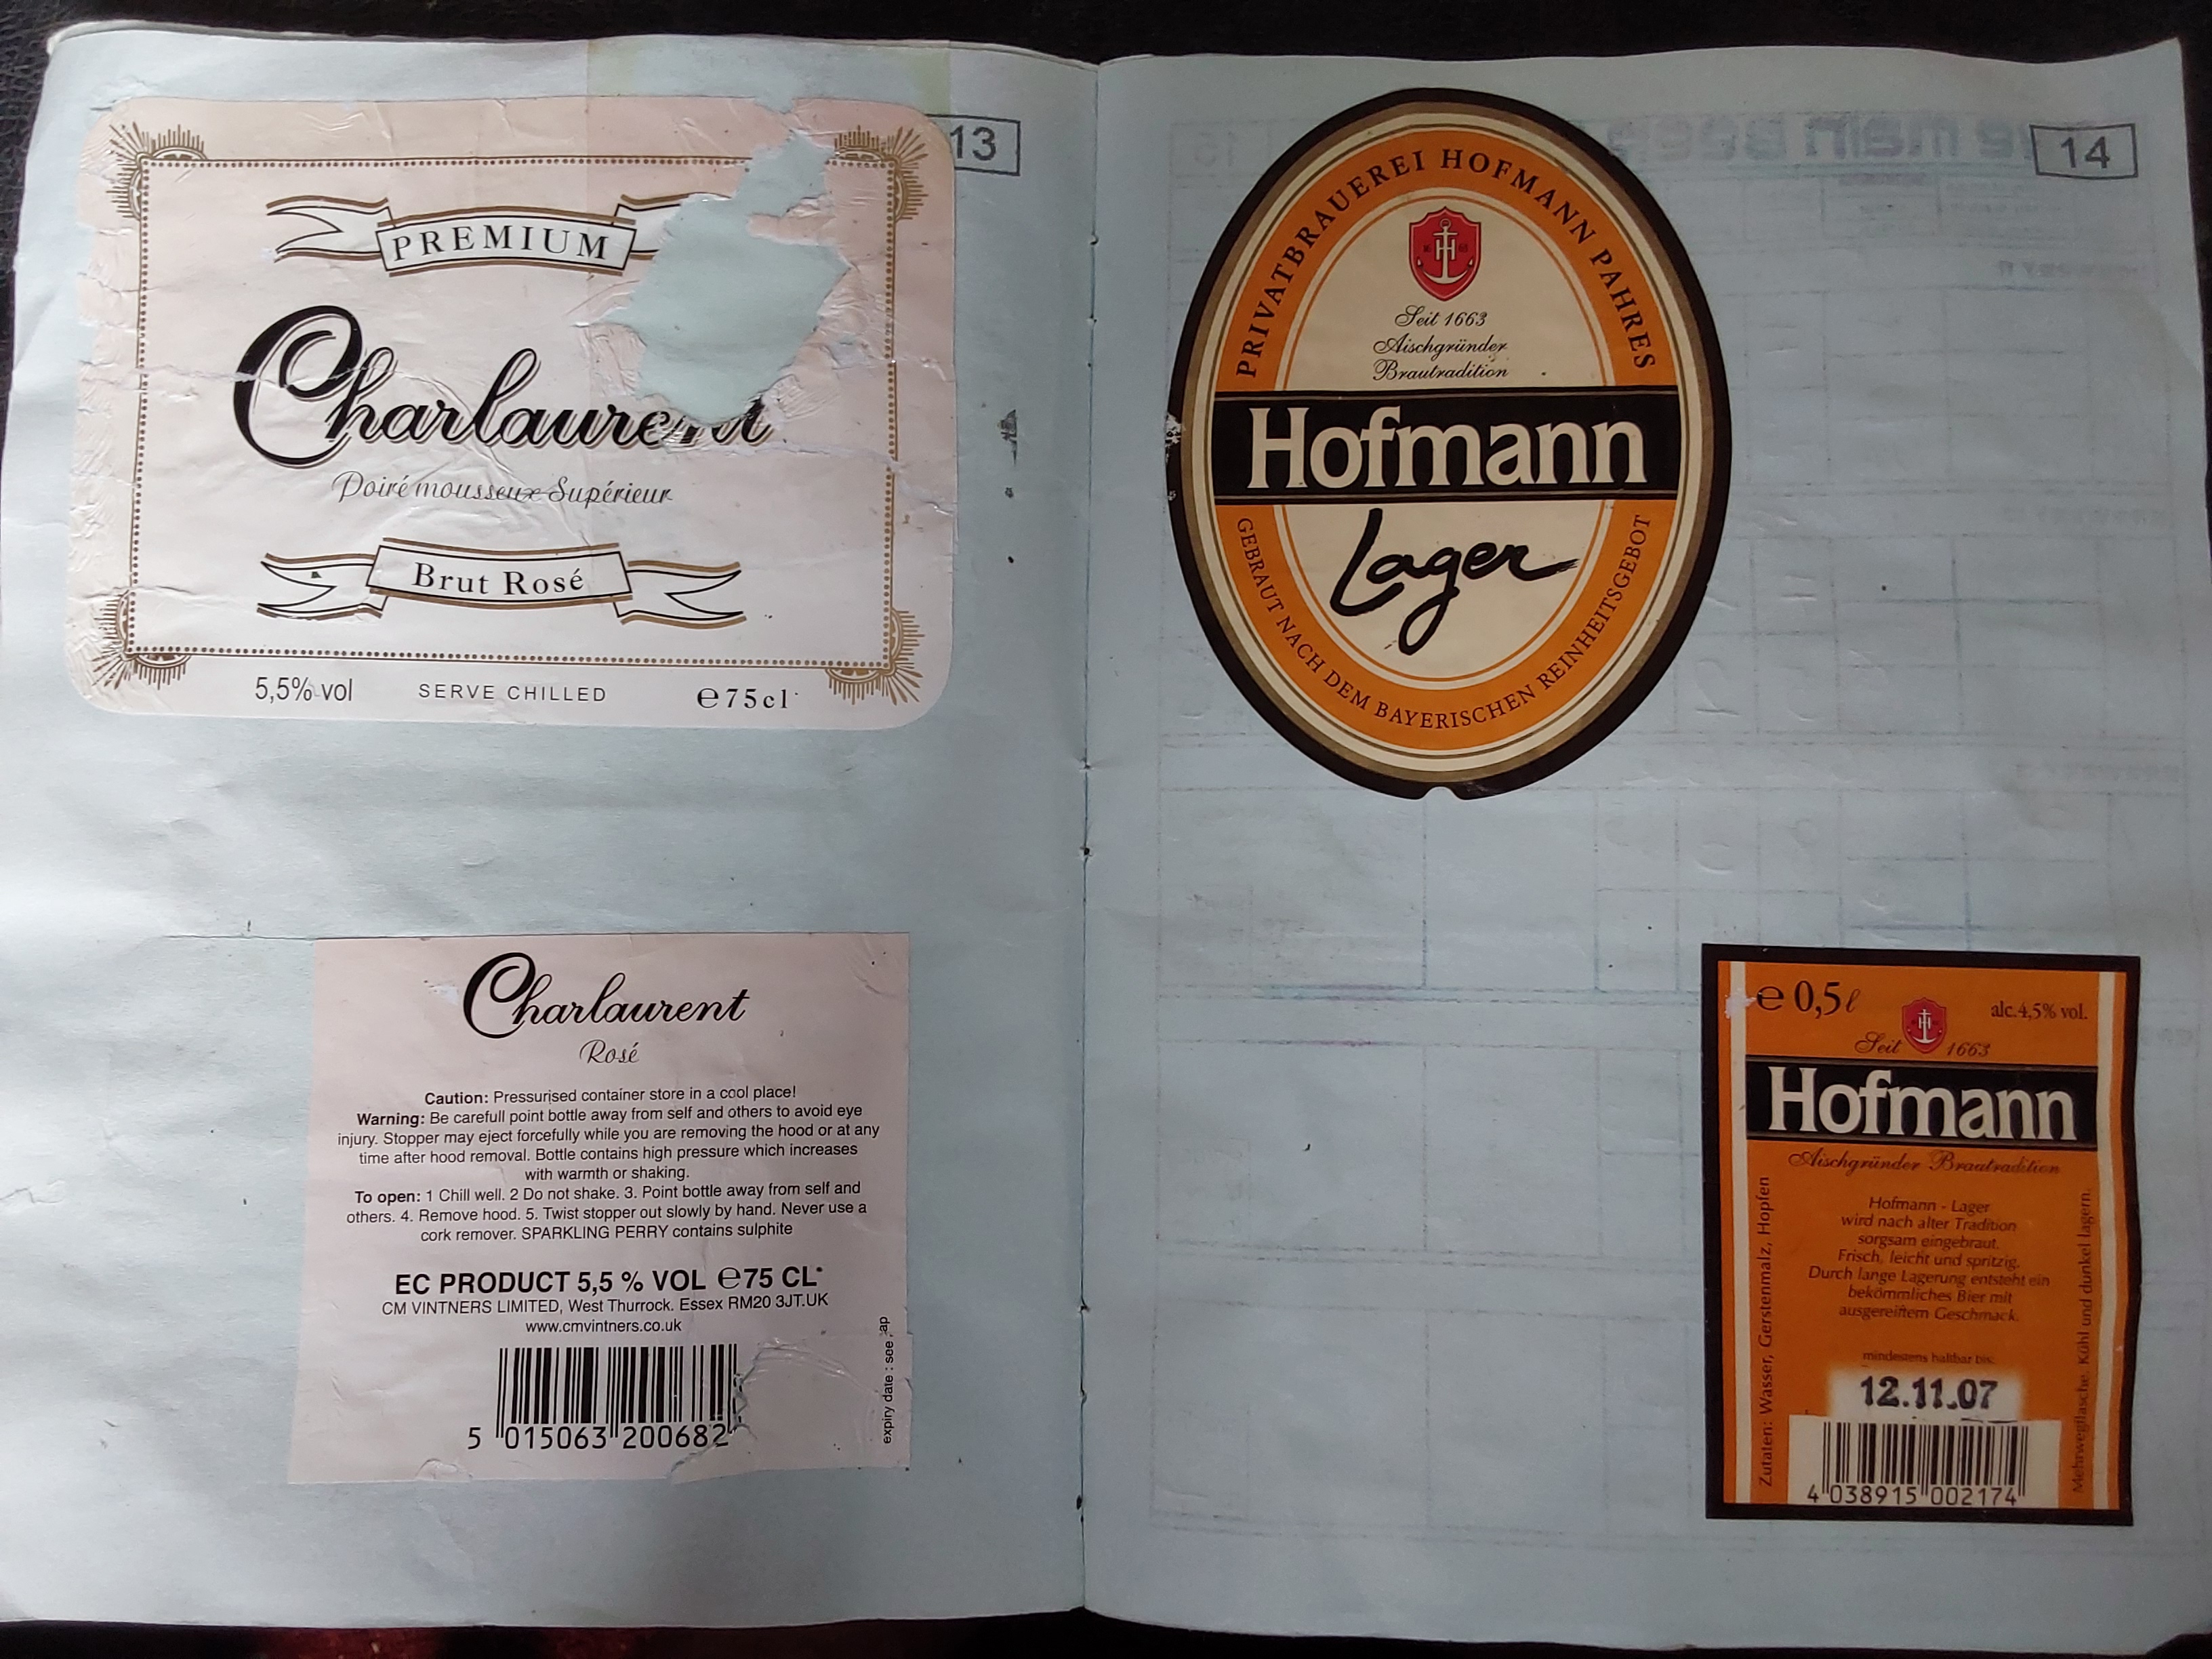 13
PREMIUM
Charlaurent
Poiré mousseux Supérieur
Brut Rosé
5,5% vol
SERVE CHILLED
℮75cl
Charlaurent
Rosé
Caution: Pressurised container store in a cool place!
Warning: Be carefull point bottle away from self and others to avoid eye
injury. Stopper may eject forcefully while you are removing the hood or at any
time after hood removal. Bottle contains high pressure which increases
with warmth or shaking.
To open: 1 Chill well. 2 Do not shake. 3. Point bottle away from self and
others. 4. Remove hood. 5. Twist stopper out slowly by hand. Never use a
cork remover. SPARKLING PERRY contains sulphite
EC PRODUCT 5,5 % VOL ℮75 CL
CM VINTNERS LIMITED, West Thurrock. Essex RM20 3JT.UK
www.cmvintners.co.uk
5 015063 200682
expiry date : see
14
PRIVATBRAUEREI HOFMANN PAHRES
Seit 1663
Aischgründer
Brautradition
Hofmann
Lager
GEBRAUT NACH DEM BAYERISCHEN REINHEITSGEBOT
℮ 0,5ℓ
alc.4,5% vol.
Seit 1663
Hofmann
Aischgründer Brautradition
Hofmann - Lager
wird nach alter Tradition
sorgsam eingebraut.
Frisch, leicht und spritzig.
Durch lange Lagerung entsteht ein
bekömmliches Bier mit
ausgereiftem Geschmack.
mindestens haltbar bis:
12.11.07
4 038915 002174
Zutaten: Wasser, Gerstenmalz, Hopfen
Mehrwegflasche. Kühl und dunkel lagern.